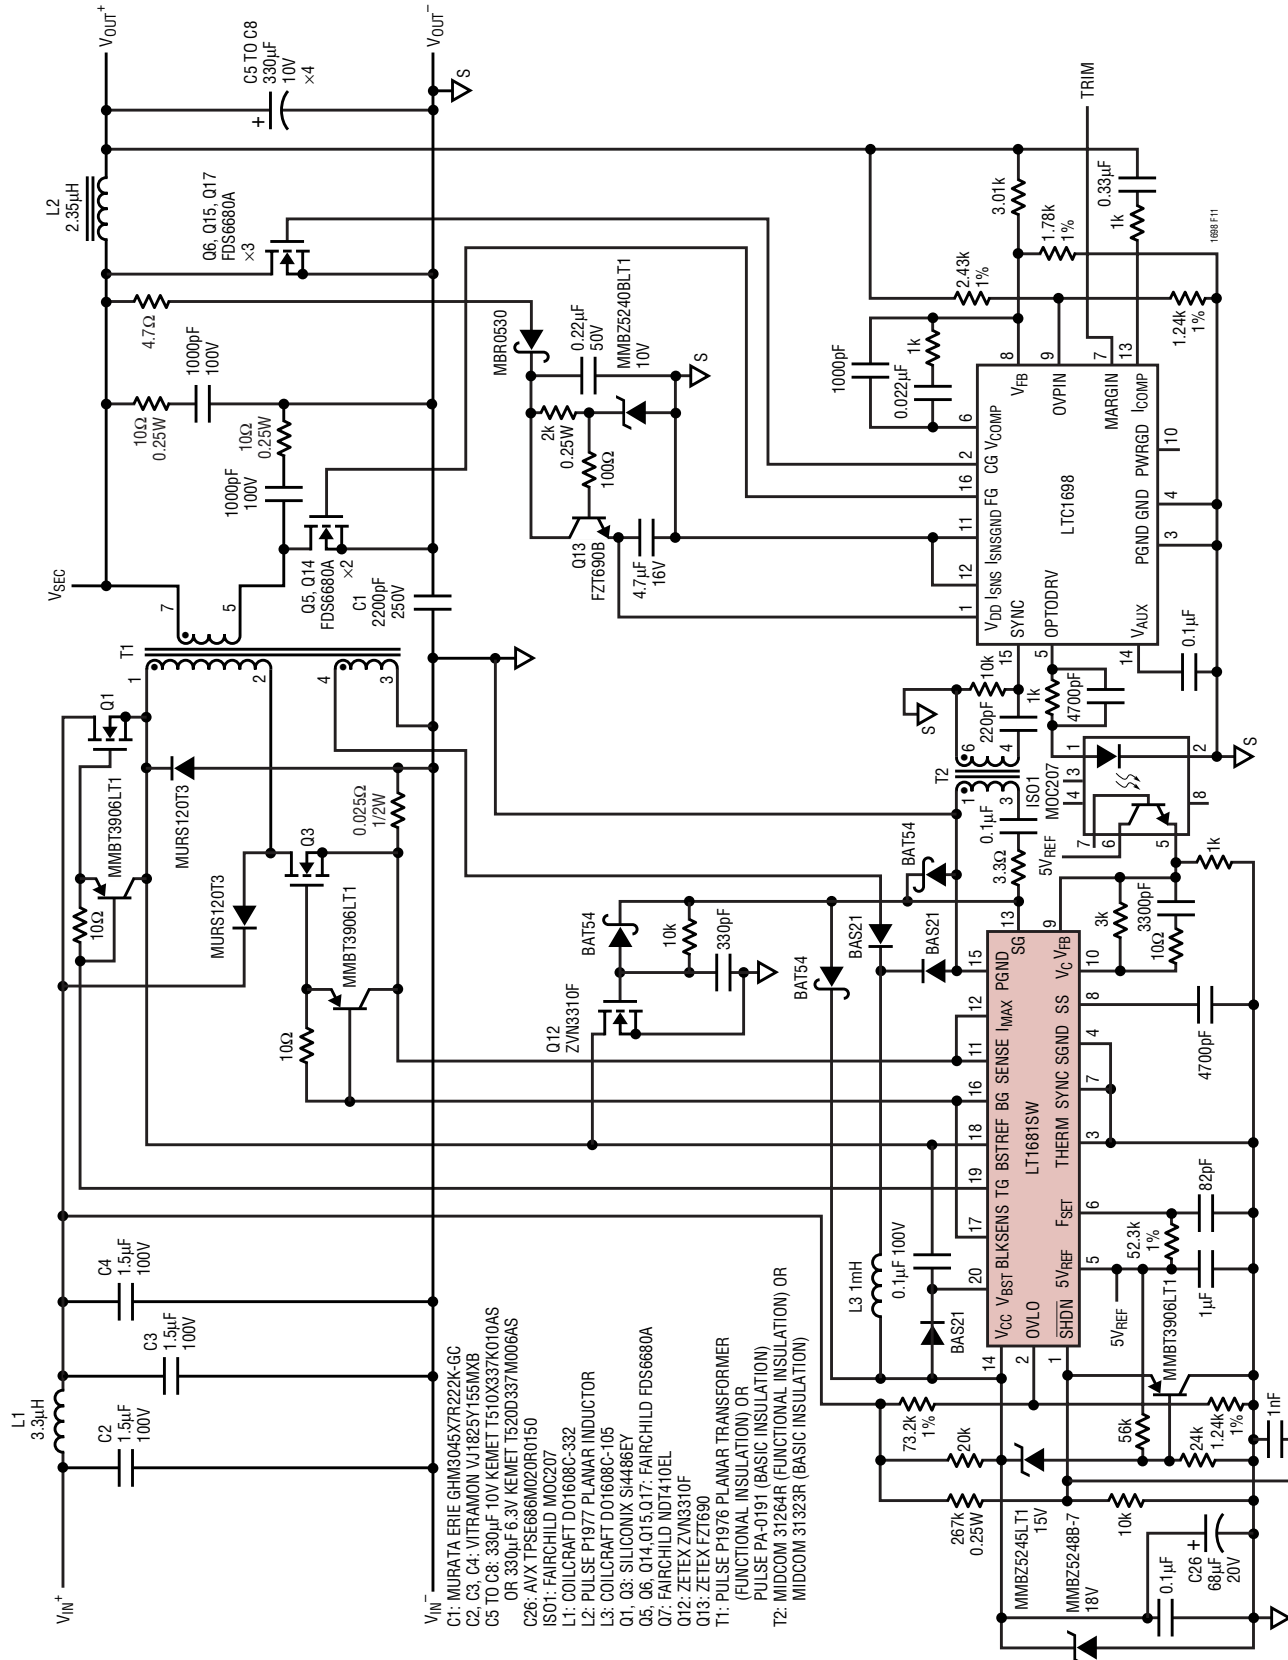 VIN+
L1
3.3µH
C2
1.5µF
100V
C3
1.5µF
100V
C4
1.5µF
100V
VIN–
10Ω
MMBT3906LT1
Q1
MURS120T3
MURS120T3
Q3
0.025Ω
1/2W
10Ω
MMBT3906LT1
T1
1
2
4
3
7
5
VSEC
10Ω
0.25W
1000pF
100V
10Ω
0.25W
1000pF
100V
Q5, Q14
FDS6680A
×2
C1
2200pF
250V
4.7Ω
L2
2.35µH
Q6, Q15, Q17
FDS6680A
×3
C5 TO C8
330µF
10V
×4
+
VOUT+
VOUT–
S
C1: MURATA ERIE GHM3045X7R222K-GC
C2, C3, C4: VITRAMON VJ1825Y155MXB
C5 TO C8: 330µF 10V KEMET T510X337K010AS
OR 330µF 6.3V KEMET T520D337M006AS
C26: AVX TPSE686M020R0150
ISO1: FAIRCHILD MOC207
L1: COILCRAFT DO1608C-332
L2: PULSE P1977 PLANAR INDUCTOR
L3: COILCRAFT DO1608C-105
Q1, Q3: SILICONIX Si4486EY
Q5, Q6, Q14,Q15,Q17: FAIRCHILD FDS6680A
Q7: FAIRCHILD NDT410EL
Q12: ZETEX ZVN3310F
Q13: ZETEX FZT690
T1: PULSE P1976 PLANAR TRANSFORMER
(FUNCTIONAL INSULATION) OR
PULSE PA-0191 (BASIC INSULATION)
T2: MIDCOM 31264R (FUNCTIONAL INSULATION) OR
MIDCOM 31323R (BASIC INSULATION)
Q12
ZVN3310F
BAT54
10k
330pF
BAT54
BAS21
BAS21
BAT54
L3 1mH
0.1µF 100V
BAS21
MBR0530
0.22µF
50V
MMBZ5240BLT1
10V
2k
0.25W
100Ω
Q13
FZT690B
4.7µF
16V
S
14
20
17
19
18
16
11
12
15
13
VCC VBST BLKSENS TG BSTREF BG SENSE IMAX PGND
SG
OVLO
LT1681SW
SHDN 5VREF FSET THERM SYNC SGND SS VC VFB
2
1
5
6
3
7
4
8
10
9
73.2k
1%
20k
267k
0.25W
MMBZ5245LT1
15V
MMBZ5248B-7
18V
10k
0.1µF
C26
68µF
20V
+
56k
24k
1.24k
1%
1nF
MMBT3906LT1
5VREF
1µF
52.3k
1%
82pF
4700pF
10Ω
3300pF
3k
1k
3.3Ω
0.1µF
T2
1
3
6
4
S
220pF
10k
ISO1
MOC207
5VREF
7
6
5
4
3
1
8
2
1k
4700pF
S
0.1µF
1
12
11
16
2
6
VDD ISNS ISNSGND FG CG VCOMP
SYNC
15
OPTODRV
5
VAUX
14
LTC1698
VFB
8
OVPIN
9
MARGIN
7
ICOMP
13
PGND GND PWRGD
3
4
10
1000pF
0.022µF
1k
2.43k
1%
3.01k
1.78k
1%
1.24k
1%
1k
0.33µF
TRIM
1698 F11